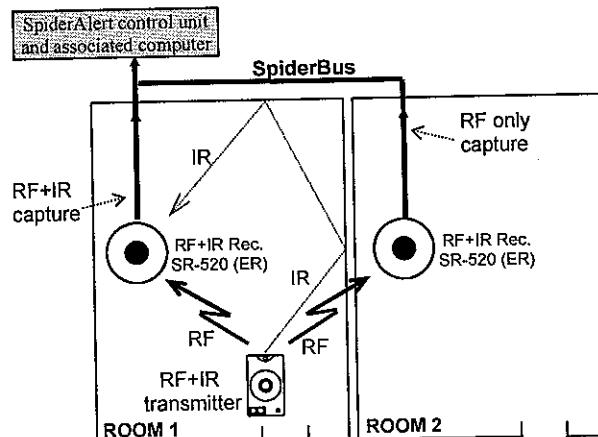 SpiderAlert control unit
and associated computer
SpiderBus
RF only
capture
IR
RF+IR
capture
RF+IR Rec.
SR-520 (ER)
RF+IR Rec.
SR-520 (ER)
IR
RF
RF
RF+IR
transmitter
ROOM 1
ROOM 2